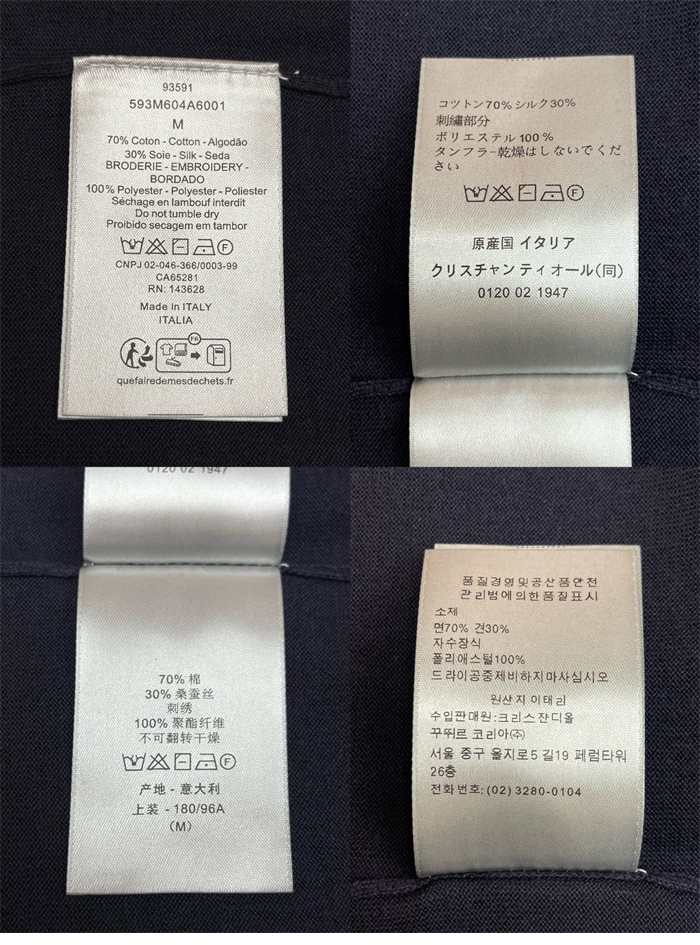 93591
593M604A6001
M
70% Coton - Cotton - Algodão
30% Soie - Silk - Seda
BRODERIE - EMBROIDERY -
BORDADO
100% Polyester - Polyester - Poliester
Séchage en lambouf interdit
Do not tumble dry
Proibido secagem em tambor
F
CNPJ 02-046-366/0003-99
CA65281
RN: 143628
Made in ITALY
ITALIA
FR
quefairedemesdechets.fr
コツトン70%シルク30%
刺繍部分
ポリエステル 100 %
タンフラ-乾燥はしないでくだ
さい
F
原産国 イタリア
クリスチャン ティ オール(同)
0120 02 1947
0120 02 1947
70% 棉
30% 桑蚕丝
刺绣
100% 聚酯纤维
不可翻转干燥
F
产地 - 意大利
上装 - 180/96A
（M）
품질경영및공산품안전
관리법에의한품질표시
소제
면70% 견30%
자수장식
폴리애스털100%
드라이공중제비하지마사심시오
원산지 이태리
수입판매원:크리스잔디올
꾸뛰르 코리아㈜
서울 중구 울지로5 길19 페럼타워
26층
전화번호: (02) 3280-0104